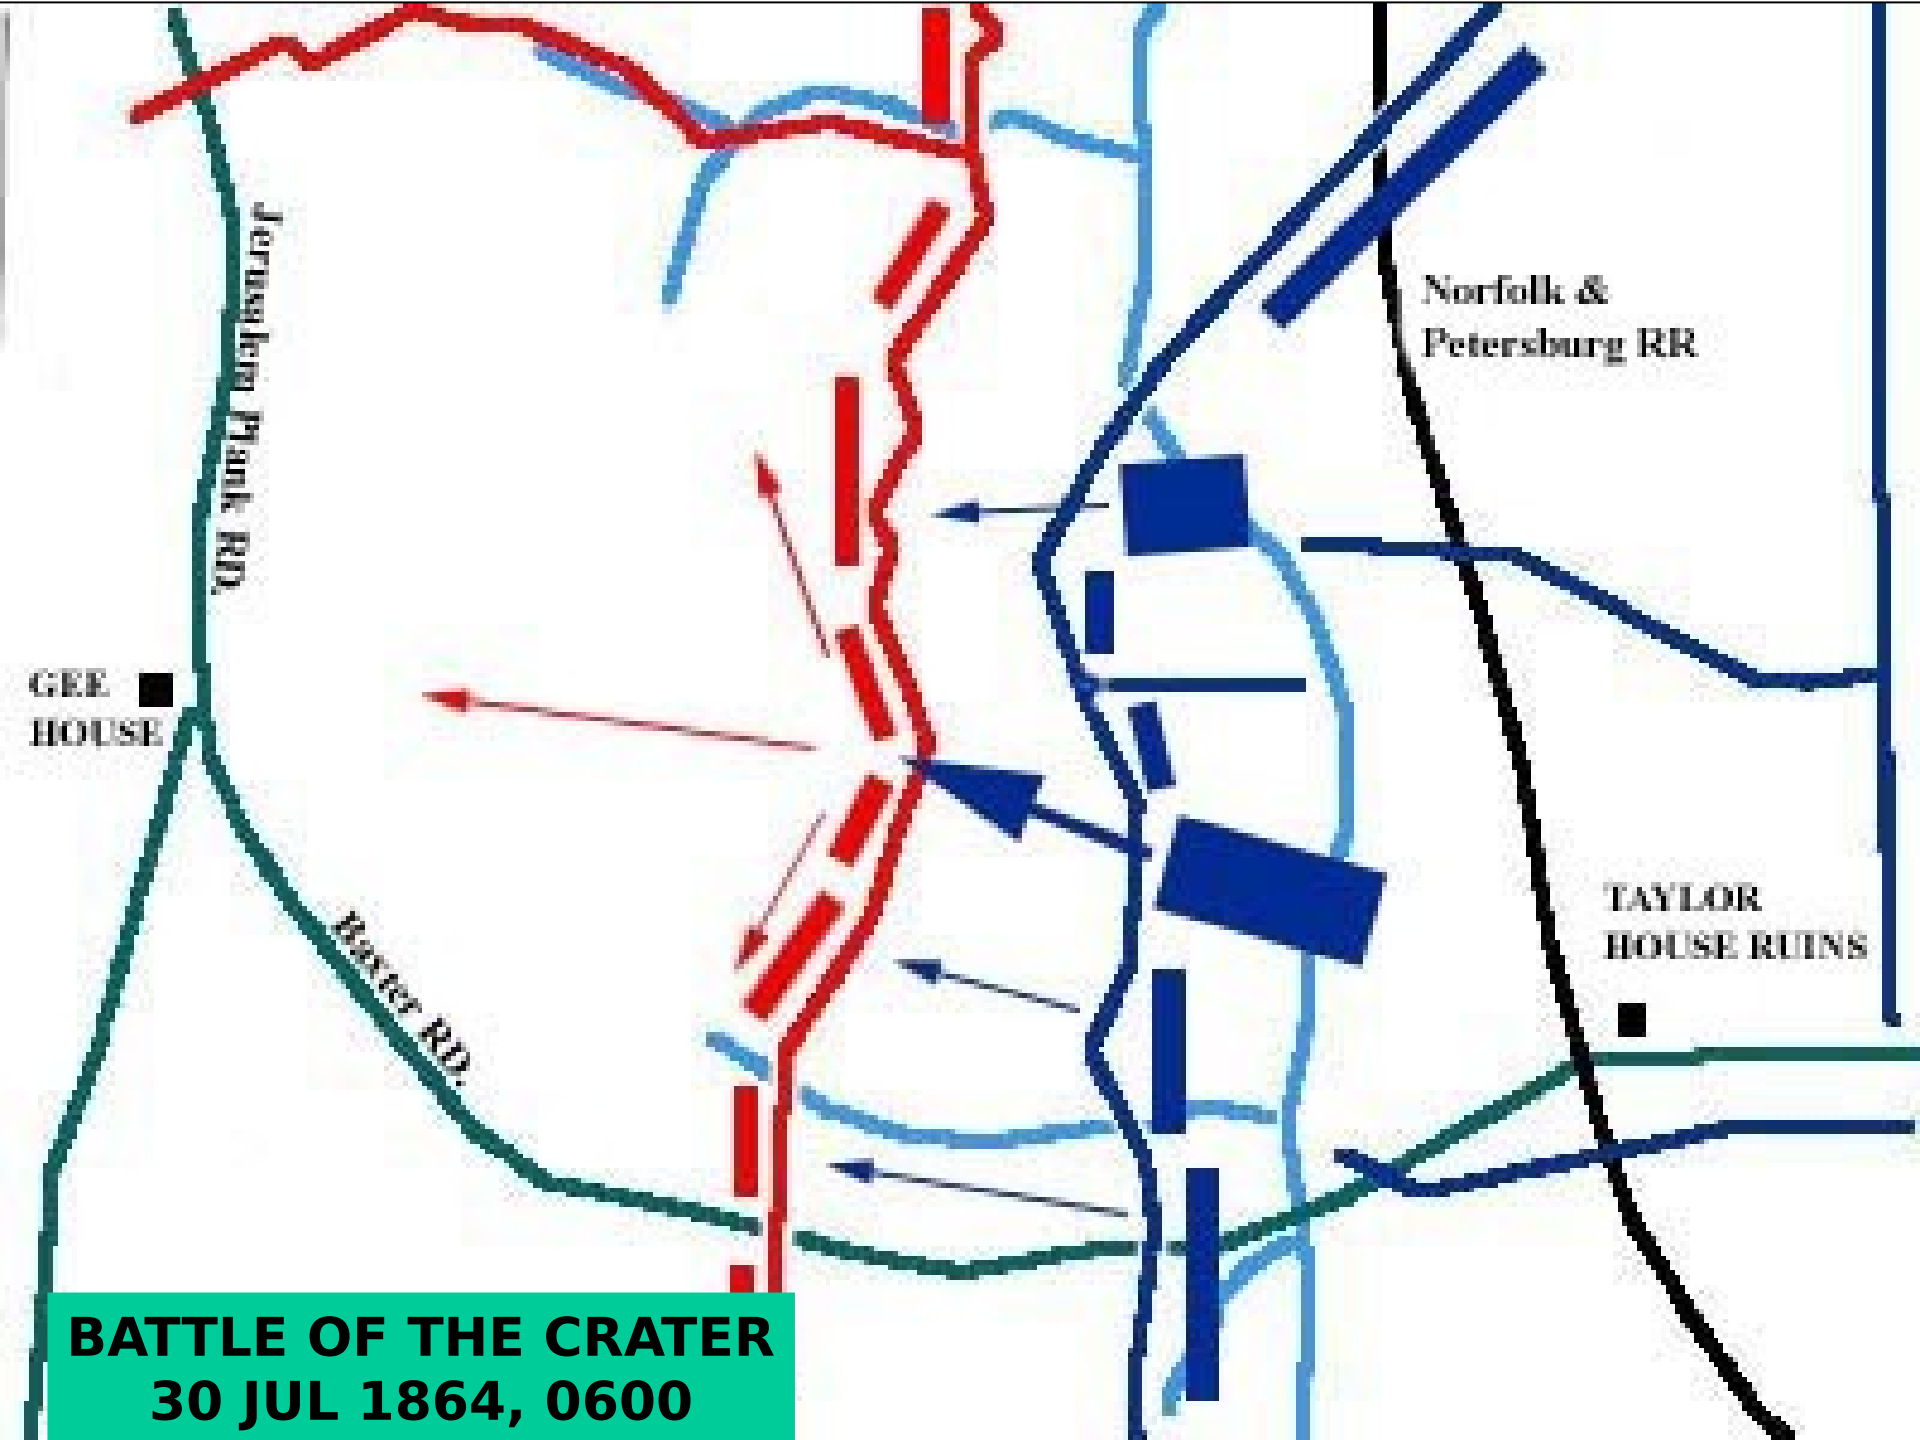 Jerusalem Plank RD.
Norfolk &
Petersburg RR
GEE
HOUSE
TAYLOR
HOUSE RUINS
Baxter RD.
BATTLE OF THE CRATER
30 JUL 1864, 0600